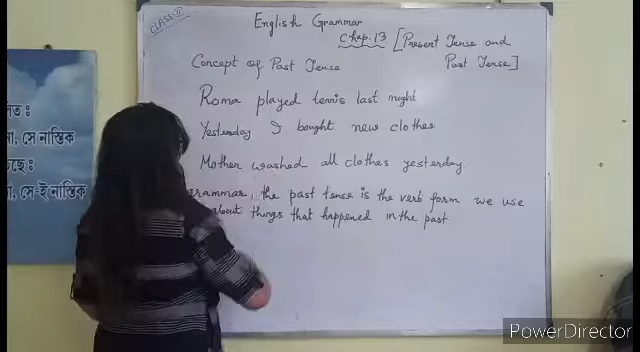 English Grammar
Chap. 13 [Present Tense and
Past Tense]
Concept of Past Tense
Roma played tennis last night
Yesterday I bought new clothes
Mother washed all clothes yesterday
grammar, the past tense is the verb form we use
about things that happened in the past
সে নাস্তিক
সে-ই নাস্তিক
PowerDirector